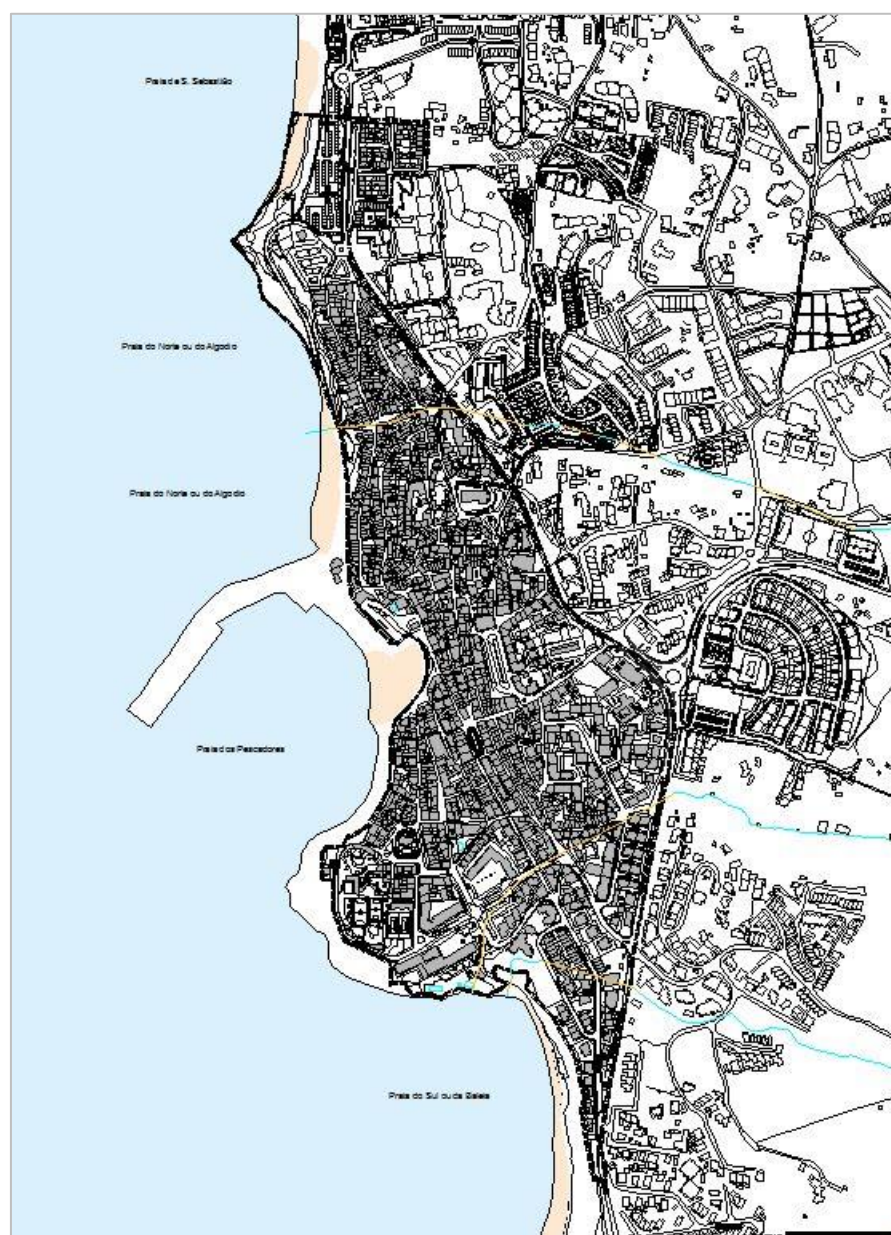 Praia de S. Sebastião
Praia do Norte ou do Algodio
Praia do Norte ou do Algodio
Praia dos Pescadores
Praia do Sul ou da Baleia